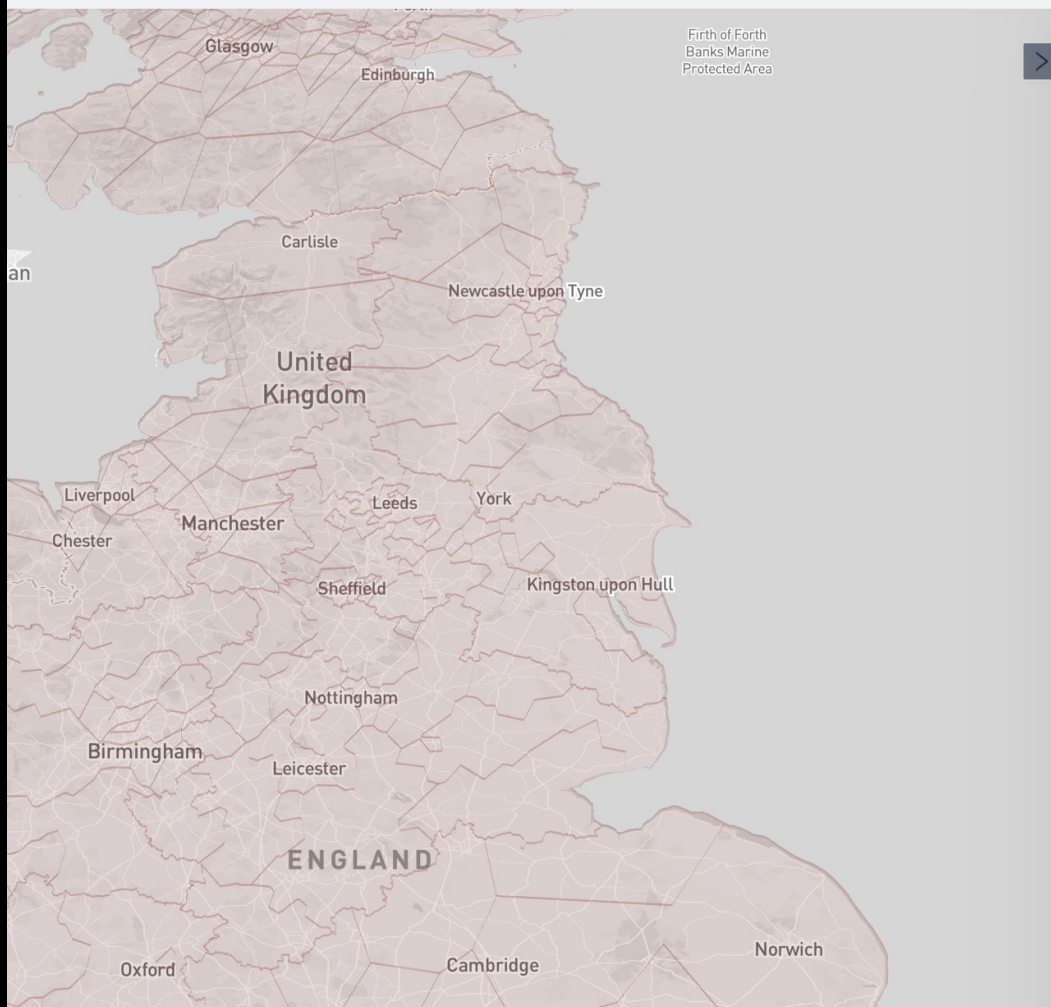 Perth
Glasgow
Edinburgh
Firth of Forth
Banks Marine
Protected Area
Carlisle
an
Newcastle upon Tyne
United
Kingdom
Liverpool
Leeds
York
Manchester
Chester
Sheffield
Kingston upon Hull
Nottingham
Birmingham
Leicester
ENGLAND
Norwich
Cambridge
Oxford